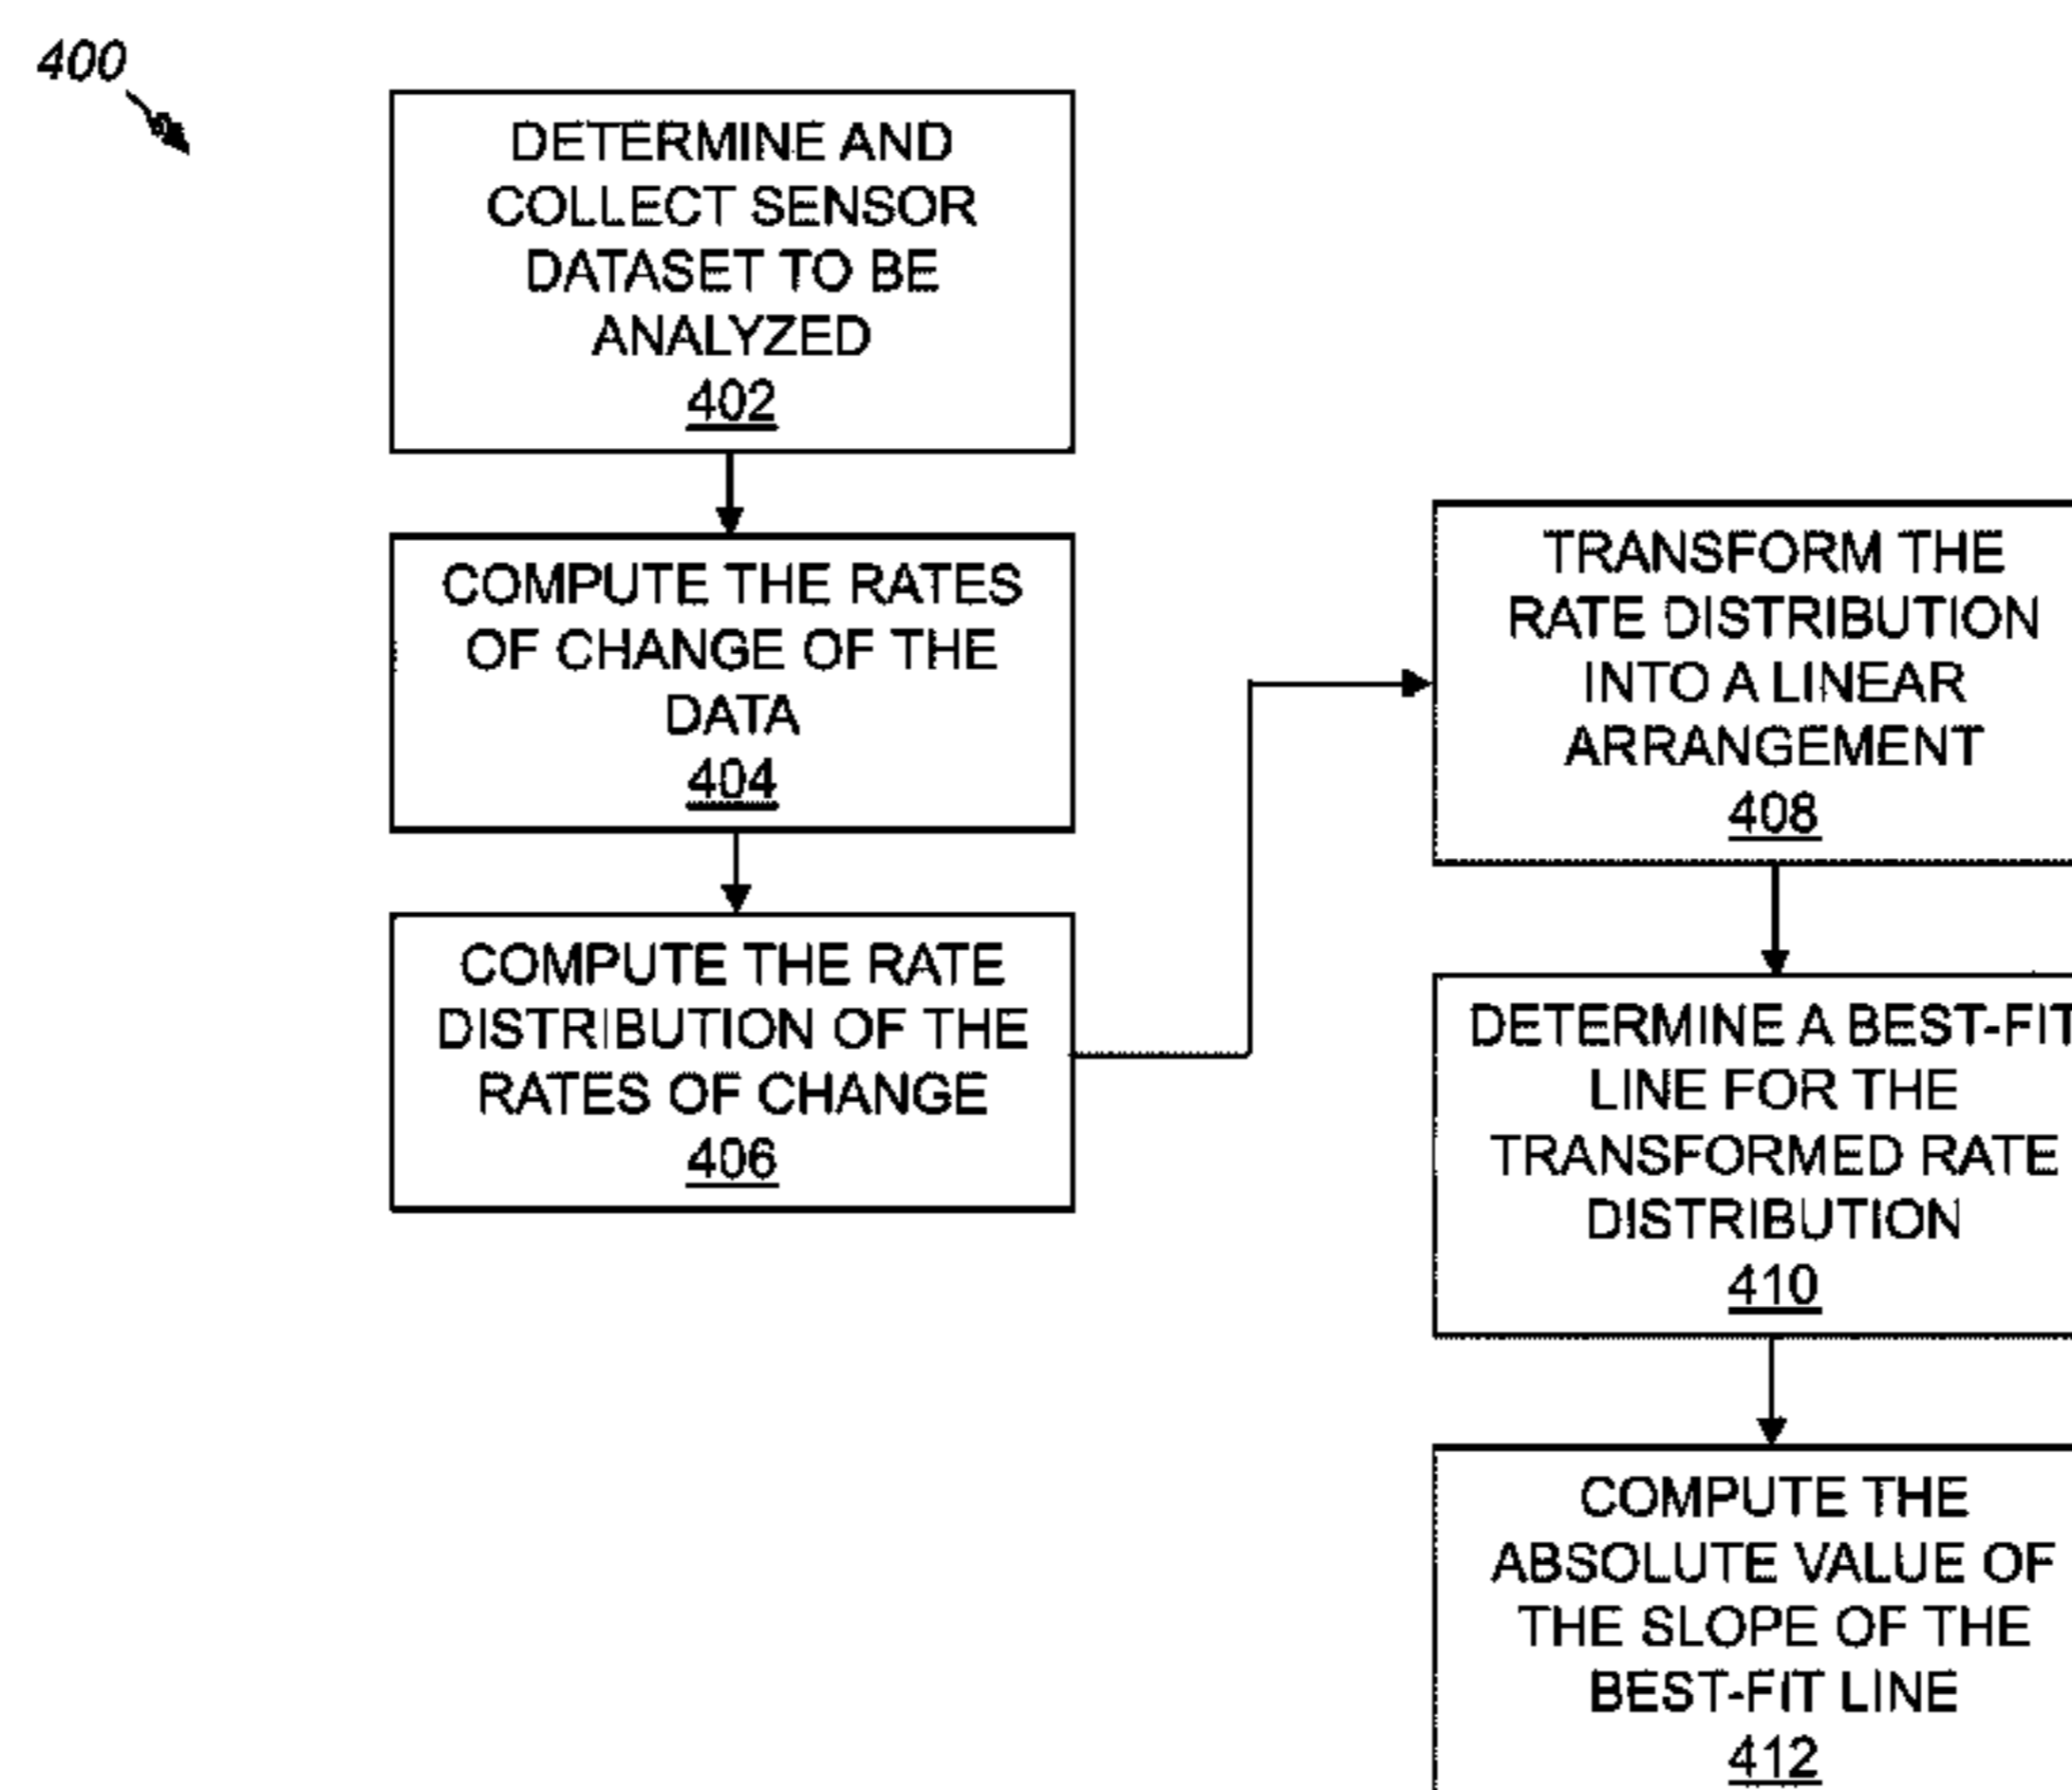 400
DETERMINE AND
COLLECT SENSOR
DATASET TO BE
ANALYZED
402
COMPUTE THE RATES
OF CHANGE OF THE
DATA
404
COMPUTE THE RATE
DISTRIBUTION OF THE
RATES OF CHANGE
406
TRANSFORM THE
RATE DISTRIBUTION
INTO A LINEAR
ARRANGEMENT
408
DETERMINE A BEST-FIT
LINE FOR THE
TRANSFORMED RATE
DISTRIBUTION
410
COMPUTE THE
ABSOLUTE VALUE OF
THE SLOPE OF THE
BEST-FIT LINE
412